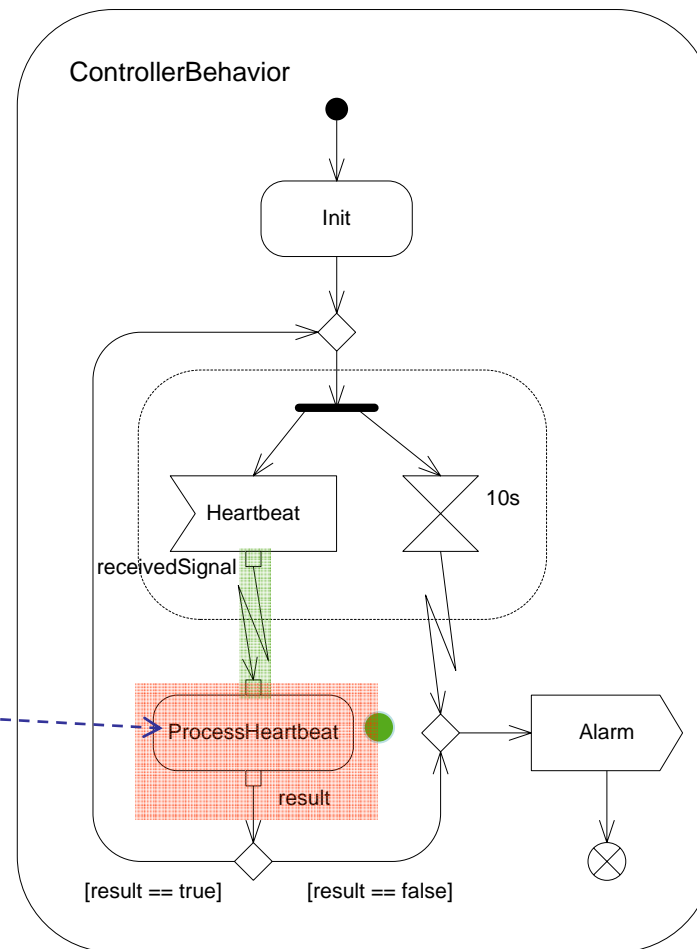 ControllerBehavior
Init
Heartbeat
10s
receivedSignal
ProcessHeartbeat
Alarm
result
[result == true]
[result == false]